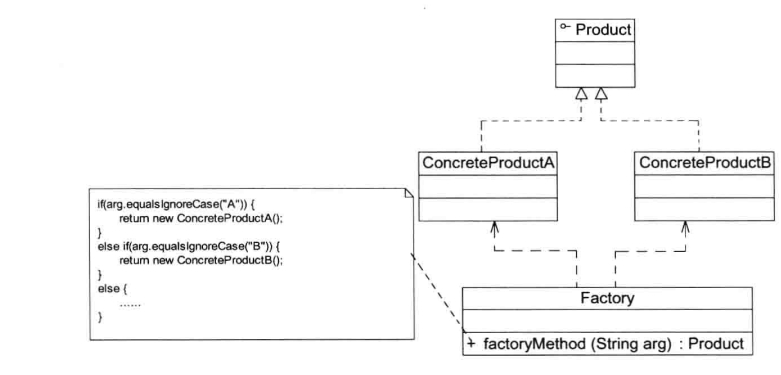 Product
ConcreteProductA
ConcreteProductB
if(arg.equalsIgnoreCase("A")) {
return new ConcreteProductA();
}
else if(arg.equalsIgnoreCase("B")) {
return new ConcreteProductB();
}
else {
......
}
Factory
+ factoryMethod (String arg) : Product